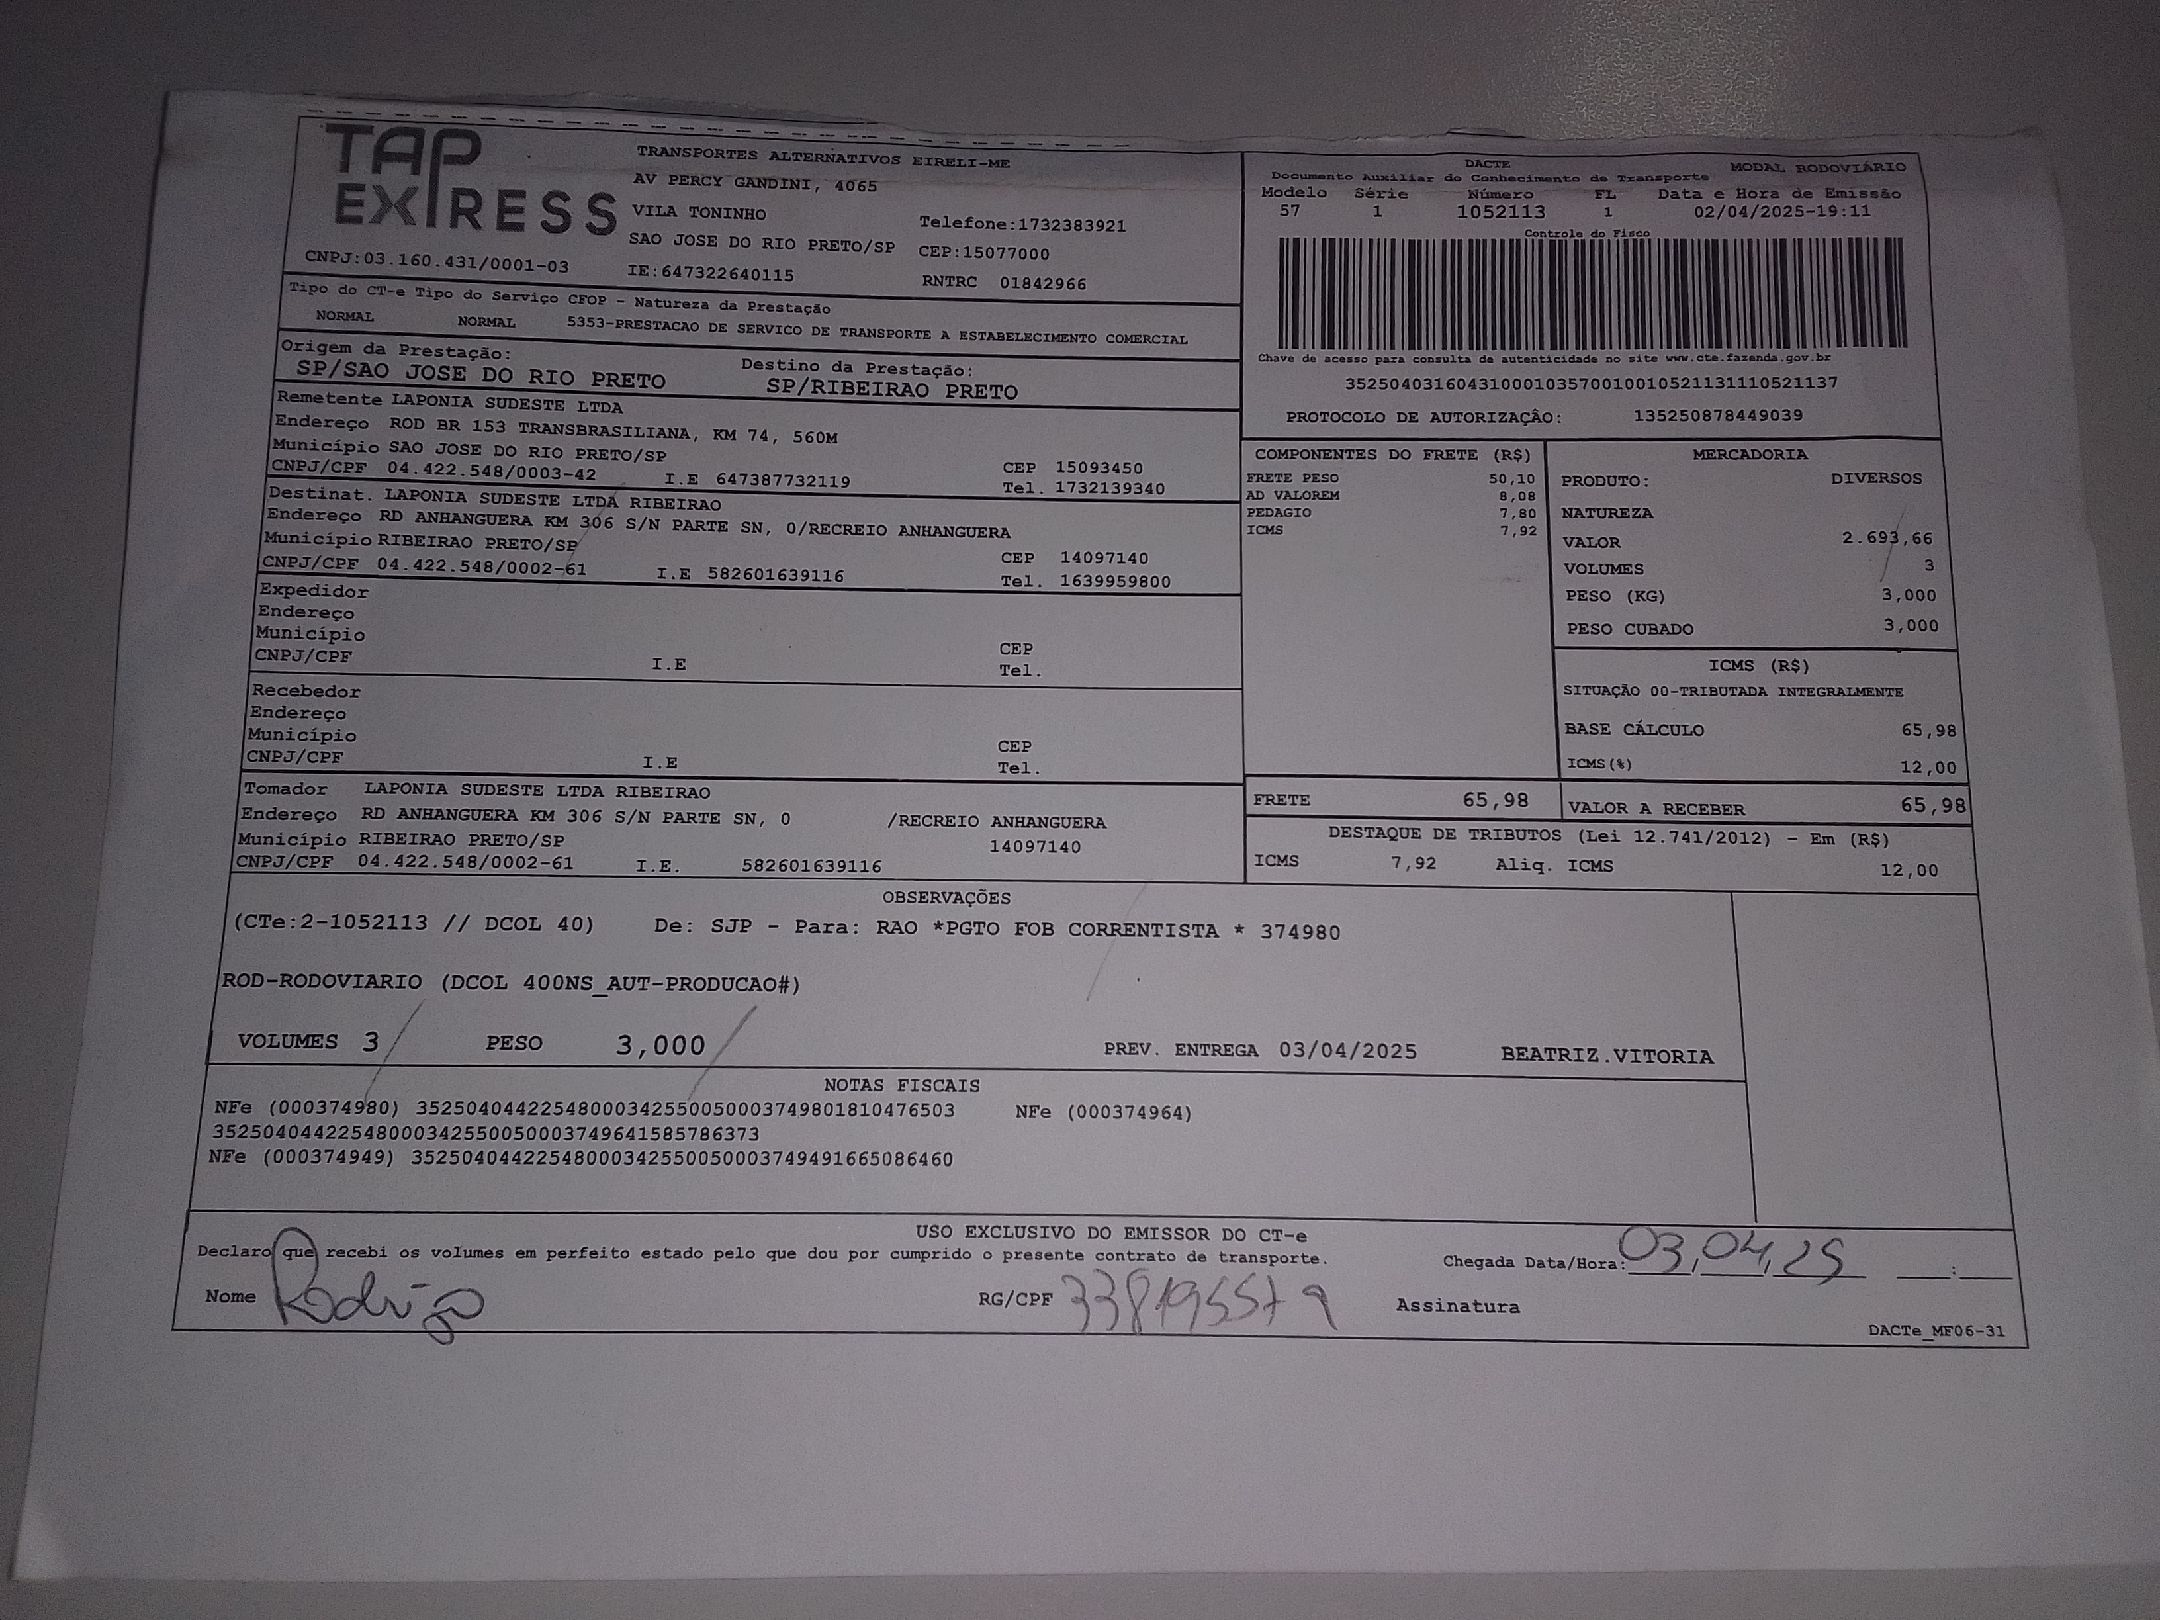 TAP EXPRESS
TRANSPORTES ALTERNATIVOS EIRELI-ME
AV PERCY GANDINI, 4065
VILA TONINHO
Telefone:1732383921
SAO JOSE DO RIO PRETO/SP CEP:15077000
CNPJ:03.160.431/0001-03 IE:647322640115 RNTRC 01842966
DACTE MODAL RODOVIÁRIO
Documento Auxiliar do Conhecimento de Transporte
Modelo Série Número FL Data e Hora de Emissão
57 1 1052113 1 02/04/2025-19:11
Controle do Fisco
Chave de acesso para consulta de autenticidade no site www.cte.fazenda.gov.br
35250403160431000103570010010521131110521137
PROTOCOLO DE AUTORIZAÇÂO: 135250878449039
Tipo do CT-e Tipo do Serviço CFOP - Natureza da Prestação
NORMAL NORMAL 5353-PRESTACAO DE SERVICO DE TRANSPORTE A ESTABELECIMENTO COMERCIAL
Origem da Prestação: Destino da Prestação:
SP/SAO JOSE DO RIO PRETO SP/RIBEIRAO PRETO
Remetente LAPONIA SUDESTE LTDA
Endereço ROD BR 153 TRANSBRASILIANA, KM 74, 560M
Município SAO JOSE DO RIO PRETO/SP CEP 15093450
CNPJ/CPF 04.422.548/0003-42 I.E 647387732119 Tel. 1732139340
Destinat. LAPONIA SUDESTE LTDA RIBEIRAO
Endereço RD ANHANGUERA KM 306 S/N PARTE SN, 0/RECREIO ANHANGUERA
Município RIBEIRAO PRETO/SP CEP 14097140
CNPJ/CPF 04.422.548/0002-61 I.E 582601639116 Tel. 1639959800
Expedidor
Endereço
Município CEP
CNPJ/CPF I.E Tel.
Recebedor
Endereço
Município CEP
CNPJ/CPF I.E Tel.
Tomador LAPONIA SUDESTE LTDA RIBEIRAO
Endereço RD ANHANGUERA KM 306 S/N PARTE SN, 0 /RECREIO ANHANGUERA
Município RIBEIRAO PRETO/SP 14097140
CNPJ/CPF 04.422.548/0002-61 I.E. 582601639116
COMPONENTES DO FRETE (R$)
FRETE PESO 50,10
AD VALOREM 8,08
PEDAGIO 7,80
ICMS 7,92
MERCADORIA
PRODUTO: DIVERSOS
NATUREZA
VALOR 2.693,66
VOLUMES 3
PESO (KG) 3,000
PESO CUBADO 3,000
ICMS (R$)
SITUAÇÃO 00-TRIBUTADA INTEGRALMENTE
BASE CÁLCULO 65,98
ICMS(%) 12,00
FRETE 65,98 VALOR A RECEBER 65,98
DESTAQUE DE TRIBUTOS (Lei 12.741/2012) - Em (R$)
ICMS 7,92 Aliq. ICMS 12,00
OBSERVAÇÕES
(CTe:2-1052113 // DCOL 40) De: SJP - Para: RAO *PGTO FOB CORRENTISTA * 374980
ROD-RODOVIARIO (DCOL 400NS_AUT-PRODUCAO#)
VOLUMES 3 PESO 3,000 PREV. ENTREGA 03/04/2025 BEATRIZ.VITORIA
NOTAS FISCAIS
NFe (000374980) 35250404422548000342550050003749801810476503 NFe (000374964)
35250404422548000342550050003749641585786373
NFe (000374949) 35250404422548000342550050003749491665086460
USO EXCLUSIVO DO EMISSOR DO CT-e
Declaro que recebi os volumes em perfeito estado pelo que dou por cumprido o presente contrato de transporte. Chegada Data/Hora: 03,04,25 :
Nome Rodrigo RG/CPF Assinatura
DACTe_MF06-31